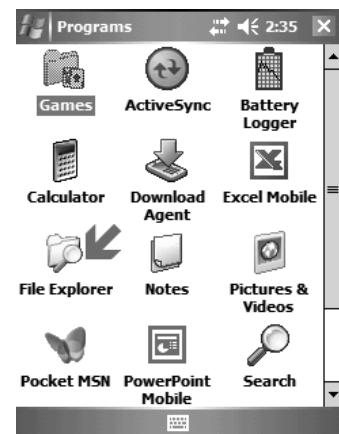 Programs 2:35
Games ActiveSync Battery
Logger
Calculator Download Excel Mobile
Agent
File Explorer Notes Pictures &
Videos
Pocket MSN PowerPoint Search
Mobile